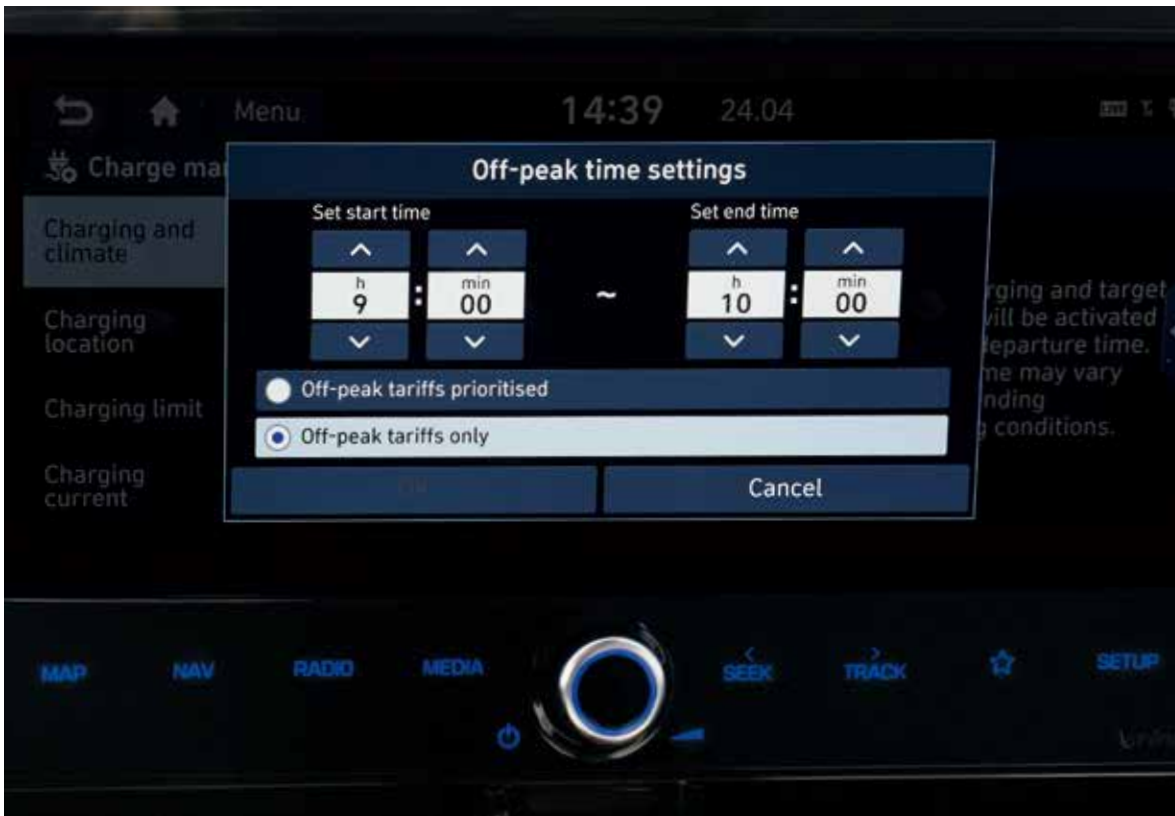 Menu
14:39
24.04
LIVE
Charge ma
Off-peak time settings
Charging and
climate
Set start time
Set end time
h
9
:
min
00
~
h
10
:
min
00
Charging
location
rging and target
will be activated
departure time.
me may vary
nding
g conditions.
Off-peak tariffs prioritised
Charging limit
Off-peak tariffs only
Charging
current
Cancel
MAP
NAV
RADIO
MEDIA
SEEK
TRACK
SETUP